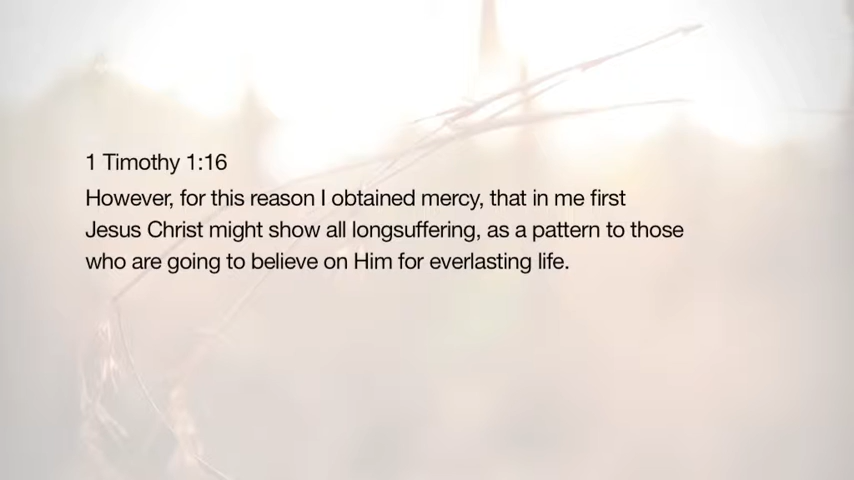 1 Timothy 1:16
However, for this reason I obtained mercy, that in me first
Jesus Christ might show all longsuffering, as a pattern to those
who are going to believe on Him for everlasting life.